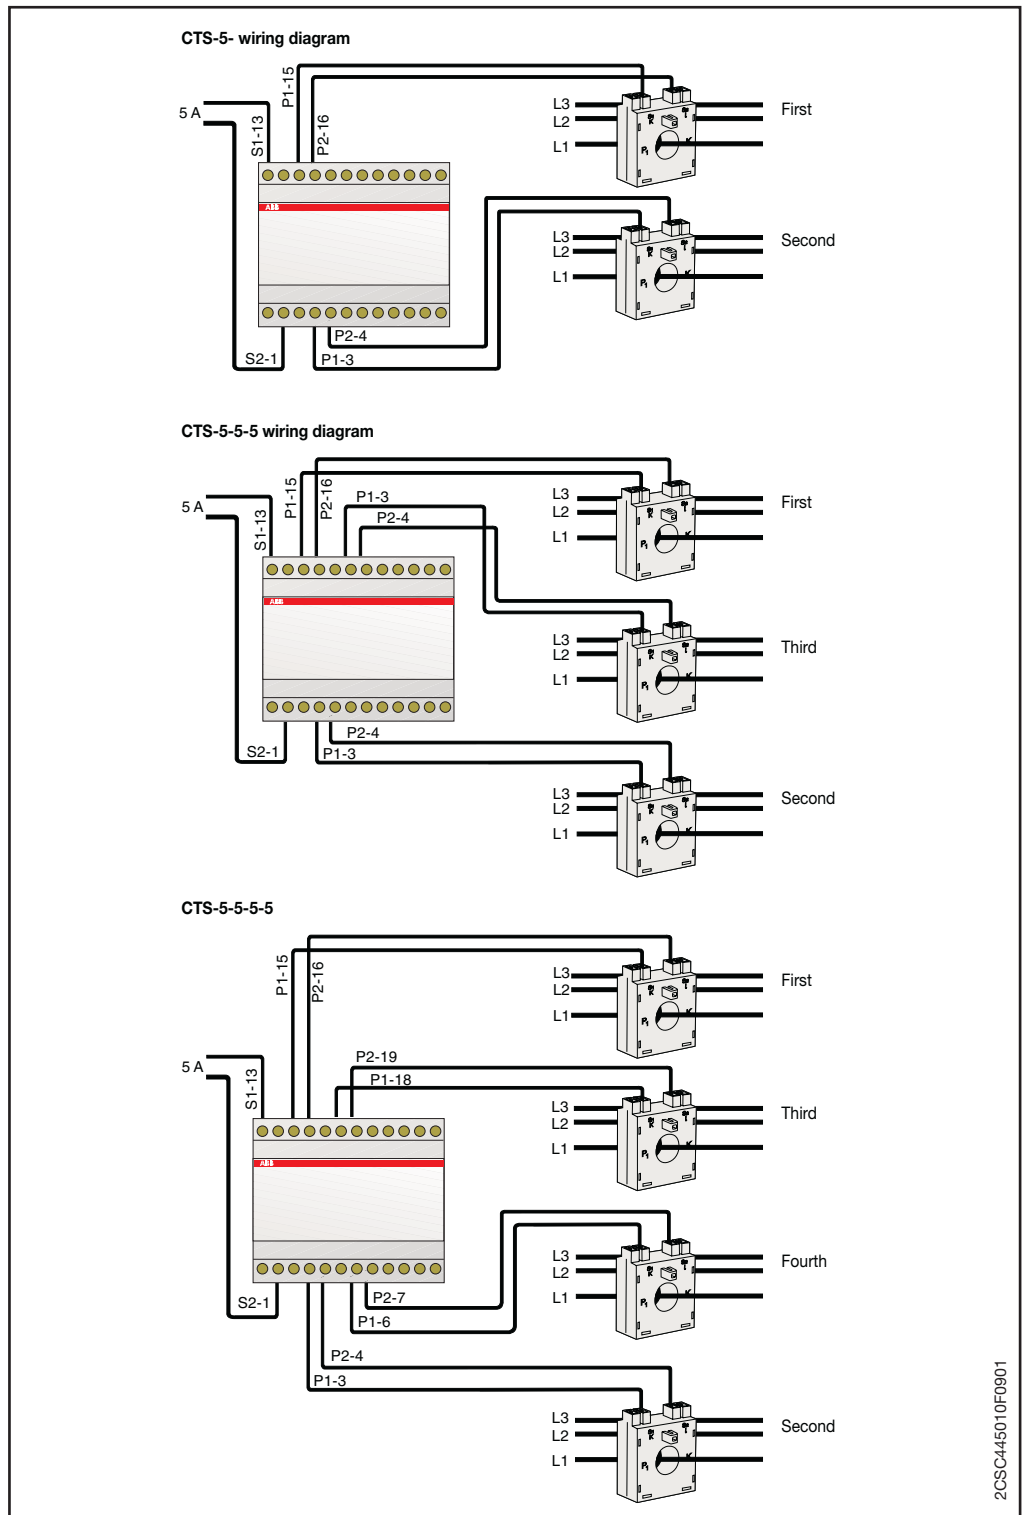 CTS-5- wiring diagram
5 A
S1-13
P1-15
P2-16
L3
L2
L1
First
ABB
L3
L2
L1
Second
P2-4
S2-1
P1-3
CTS-5-5-5 wiring diagram
5 A
S1-13
P1-15
P2-16
P1-3
P2-4
L3
L2
L1
First
ABB
L3
L2
L1
Third
P2-4
S2-1
P1-3
L3
L2
L1
Second
CTS-5-5-5-5
P1-15
P2-16
L3
L2
L1
First
5 A
S1-13
P2-19
P1-18
L3
L2
L1
Third
ABB
L3
L2
L1
Fourth
S2-1
P2-7
P1-6
P2-4
P1-3
L3
L2
L1
Second
2CSC445010F0901